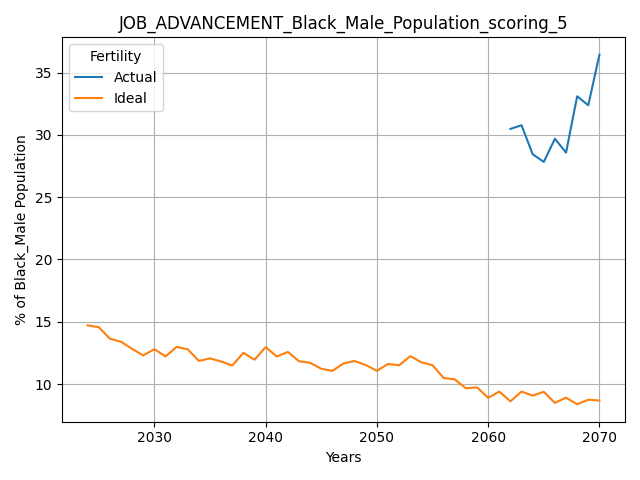 JOB_ADVANCEMENT_Black_Male_Population_scoring_5
Fertility
Actual
Ideal
% of Black_Male Population
35
30
25
20
15
10
2030
2040
2050
2060
2070
Years